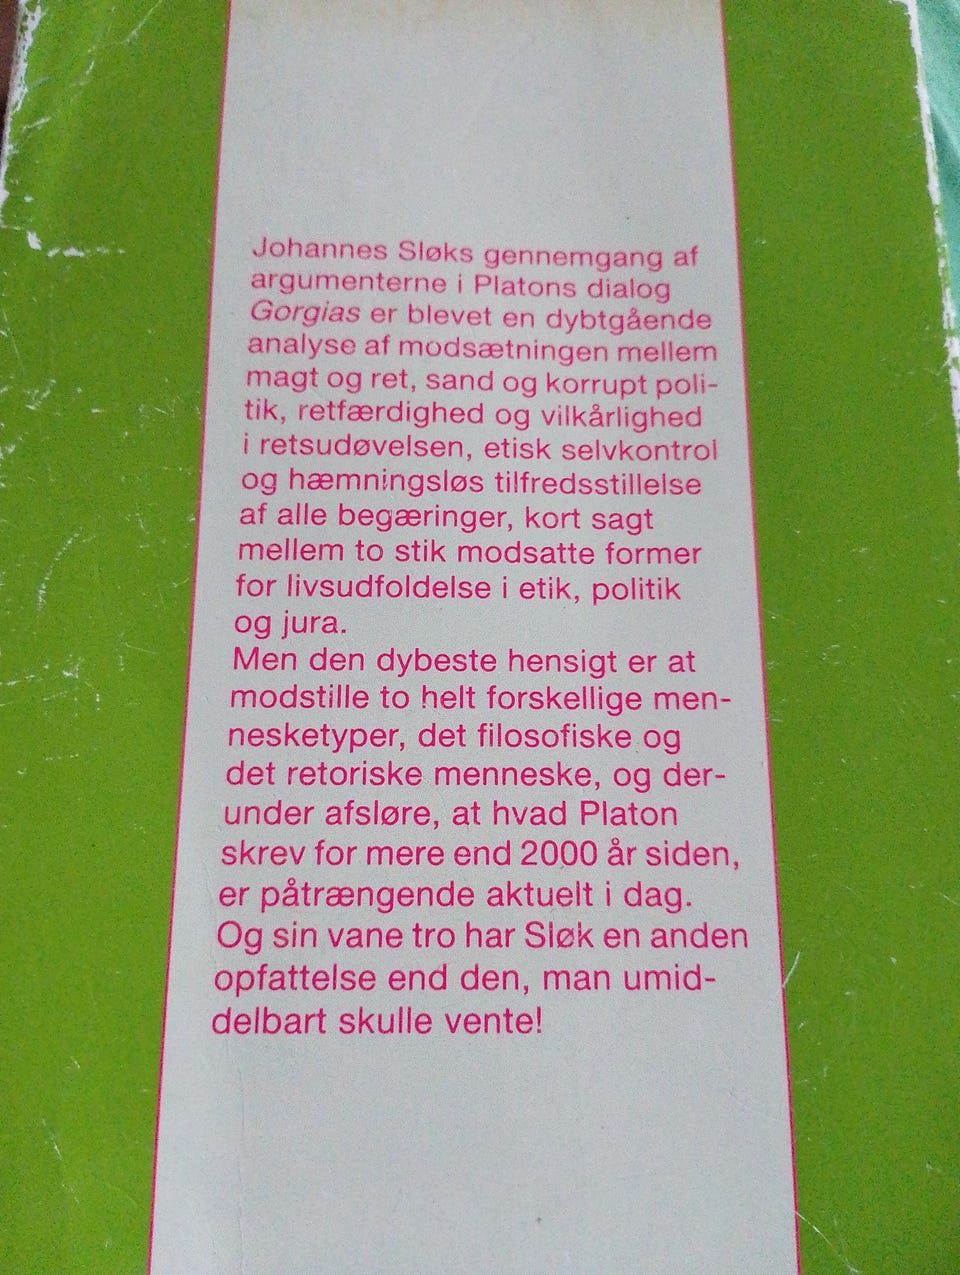 Johannes Sløks gennemgang af
argumenterne i Platons dialog
Gorgias er blevet en dybtgående
analyse af modsætningen mellem
magt og ret, sand og korrupt poli-
tik, retfærdighed og vilkårlighed
i retsudøvelsen, etisk selvkontrol
og hæmningsløs tilfredsstillelse
af alle begæringer, kort sagt
mellem to stik modsatte former
for livsudfoldelse i etik, politik
og jura.
Men den dybeste hensigt er at
modstille to helt forskellige men-
nesketyper, det filosofiske og
det retoriske menneske, og der-
under afsløre, at hvad Platon
skrev for mere end 2000 år siden,
er påtrængende aktuelt i dag.
Og sin vane tro har Sløk en anden
opfattelse end den, man umid-
delbart skulle vente!